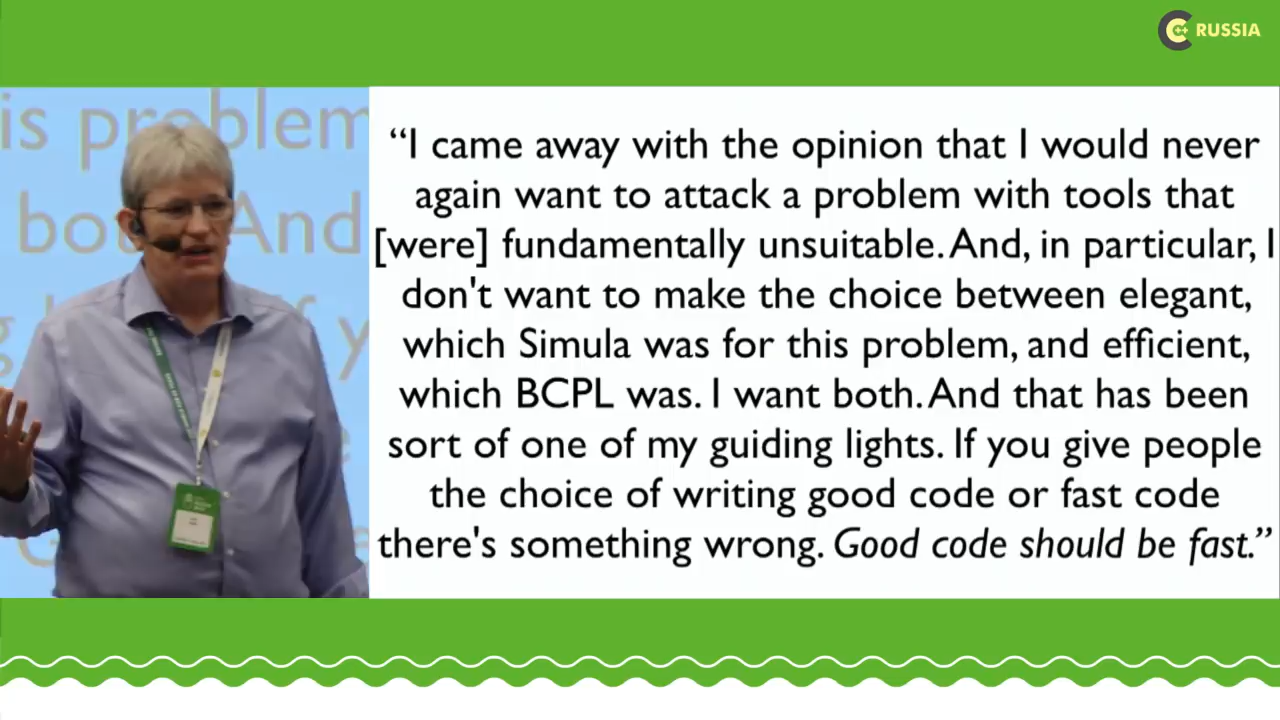 C++ RUSSIA
is problem
both. And
“I came away with the opinion that I would never
again want to attack a problem with tools that
[were] fundamentally unsuitable. And, in particular, I
don't want to make the choice between elegant,
which Simula was for this problem, and efficient,
which BCPL was. I want both. And that has been
sort of one of my guiding lights. If you give people
the choice of writing good code or fast code
there's something wrong. Good code should be fast.”